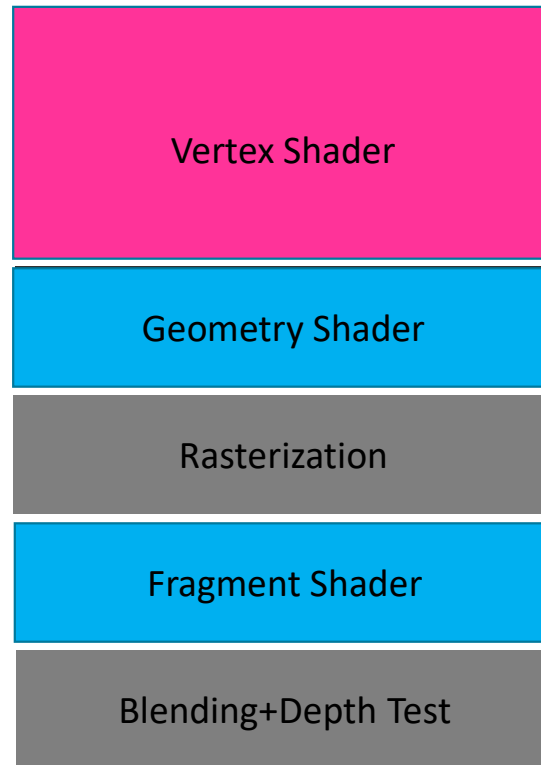 Vertex Shader
Geometry Shader
Rasterization
Fragment Shader
Blending+Depth Test